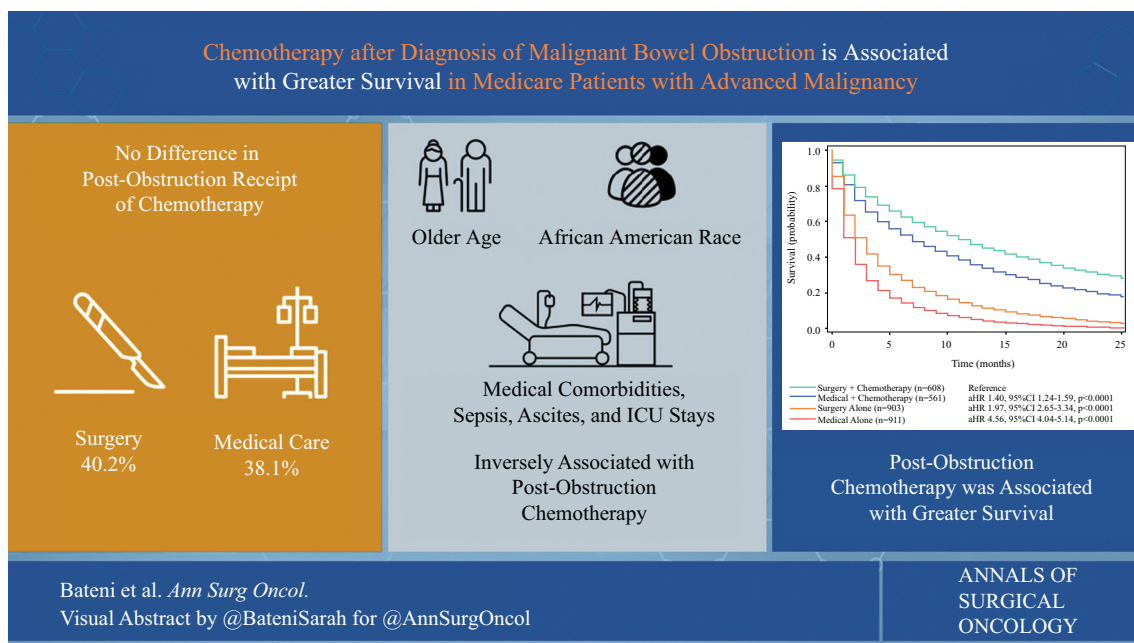 Chemotherapy after Diagnosis of Malignant Bowel Obstruction is Associated
with Greater Survival in Medicare Patients with Advanced Malignancy
No Difference in
Post-Obstruction Receipt
of Chemotherapy
Surgery
40.2%
Medical Care
38.1%
Older Age
African American Race
Medical Comorbidities,
Sepsis, Ascites, and ICU Stays
Inversely Associated with
Post-Obstruction
Chemotherapy
Survival (probability)
1.0
0.8
0.6
0.4
0.2
0.0
0 5 10 15 20 25
Time (months)
Surgery + Chemotherapy (n=608) Reference
Medical + Chemotherapy (n=561) aHR 1.40, 95%CI 1.24-1.59, p<0.0001
Surgery Alone (n=903) aHR 1.97, 95%CI 2.65-3.34, p<0.0001
Medical Alone (n=911) aHR 4.56, 95%CI 4.04-5.14, p<0.0001
Post-Obstruction
Chemotherapy was Associated
with Greater Survival
Bateni et al. Ann Surg Oncol.
Visual Abstract by @BateniSarah for @AnnSurgOncol
ANNALS OF
SURGICAL
ONCOLOGY